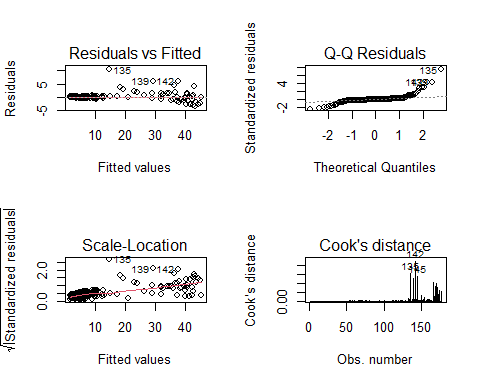 Residuals vs Fitted
Residuals
5
-5
135
139
142
10 20 30 40
Fitted values
Q-Q Residuals
Standardized residuals
4
-2
135
-2 -1 0 1 2
Theoretical Quantiles
Scale-Location
√|Standardized residuals|
2.0
0.0
135
139
142
10 20 30 40
Fitted values
Cook's distance
Cook's distance
0.00
142
0 50 100 150
Obs. number